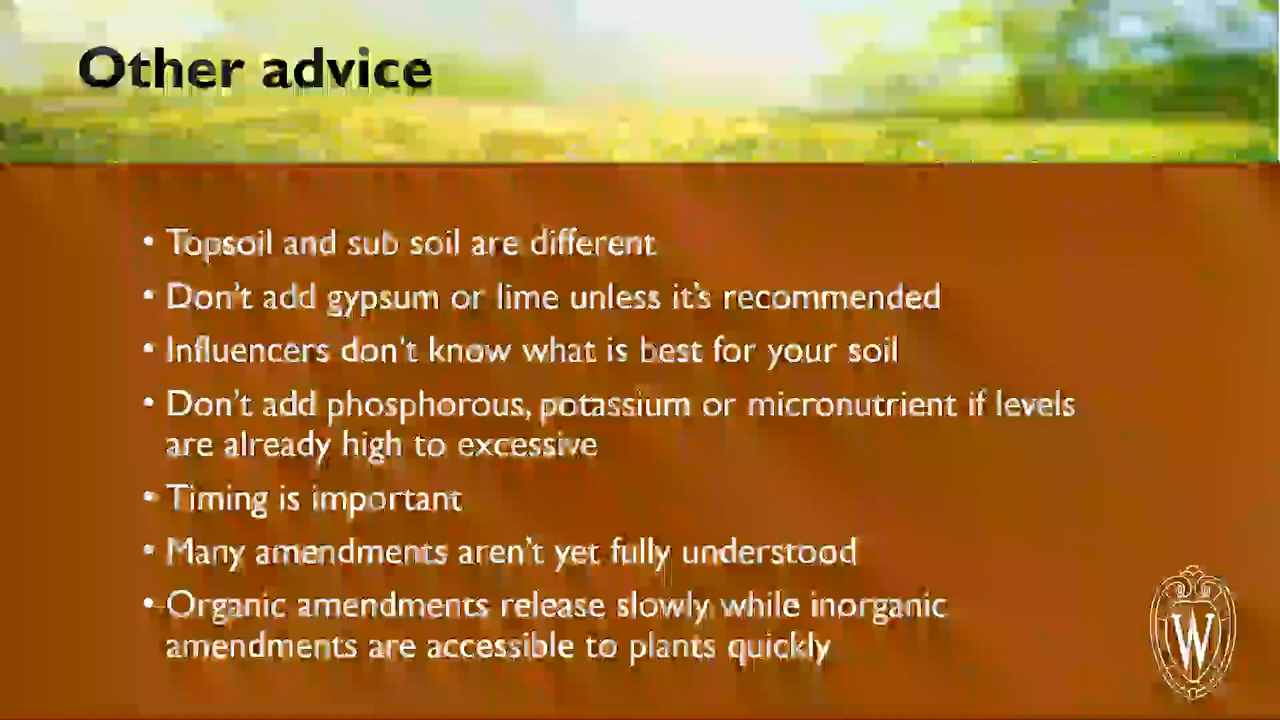 Other advice
• Topsoil and sub soil are different
• Don't add gypsum or lime unless it's recommended
• Influencers don't know what is best for your soil
• Don't add phosphorous, potassium or micronutrient if levels
are already high to excessive
• Timing is important
• Many amendments aren't yet fully understood
• Organic amendments release slowly while inorganic
amendments are accessible to plants quickly
W